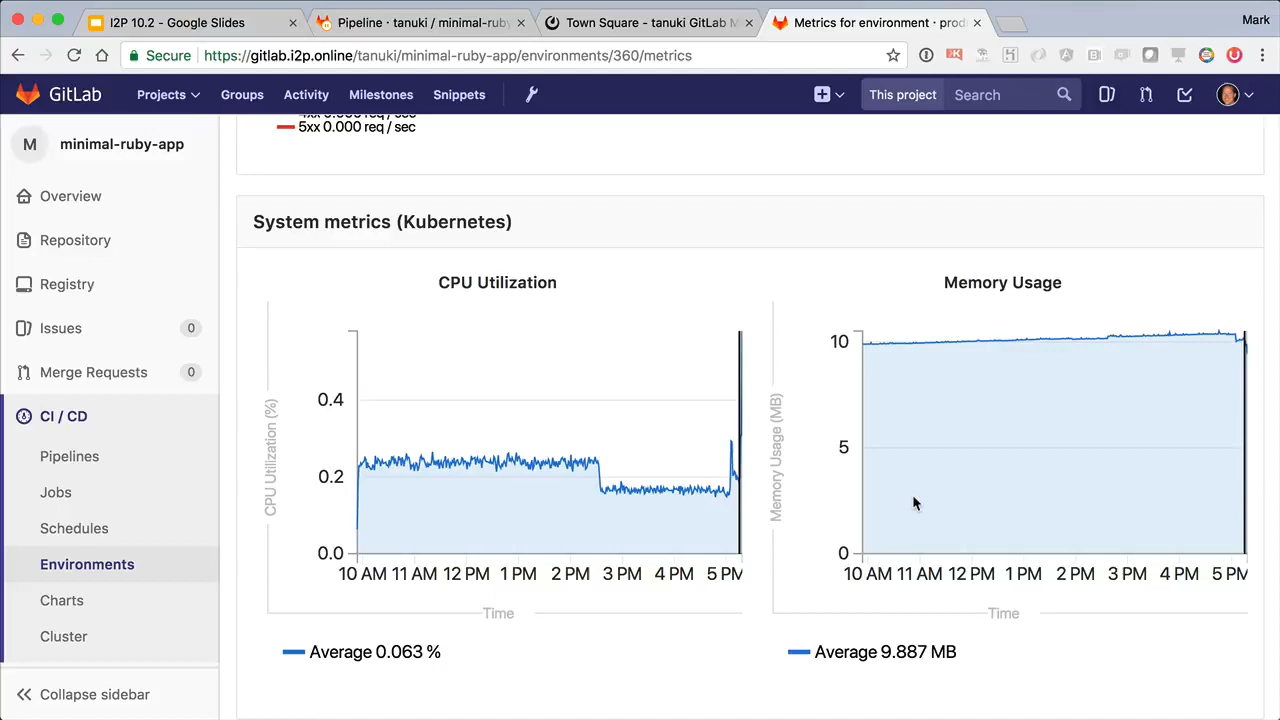 I2P 10.2 - Google Slides
Pipeline · tanuki / minimal-ruby
Town Square - tanuki GitLab M
Metrics for environment · prod
Mark
Secure
https://gitlab.i2p.online/tanuki/minimal-ruby-app/environments/360/metrics
GitLab
Projects
Groups
Activity
Milestones
Snippets
This project
Search
M
minimal-ruby-app
Overview
Repository
Registry
Issues
0
Merge Requests
0
CI / CD
Pipelines
Jobs
Schedules
Environments
Charts
Cluster
Collapse sidebar
4xx 0.000 req / sec
5xx 0.000 req / sec
System metrics (Kubernetes)
CPU Utilization
CPU Utilization (%)
0.4
0.2
0.0
10 AM 11 AM 12 PM 1 PM 2 PM 3 PM 4 PM 5 PM
Time
Average 0.063 %
Memory Usage
Memory Usage (MB)
10
5
0
10 AM 11 AM 12 PM 1 PM 2 PM 3 PM 4 PM 5 PM
Time
Average 9.887 MB